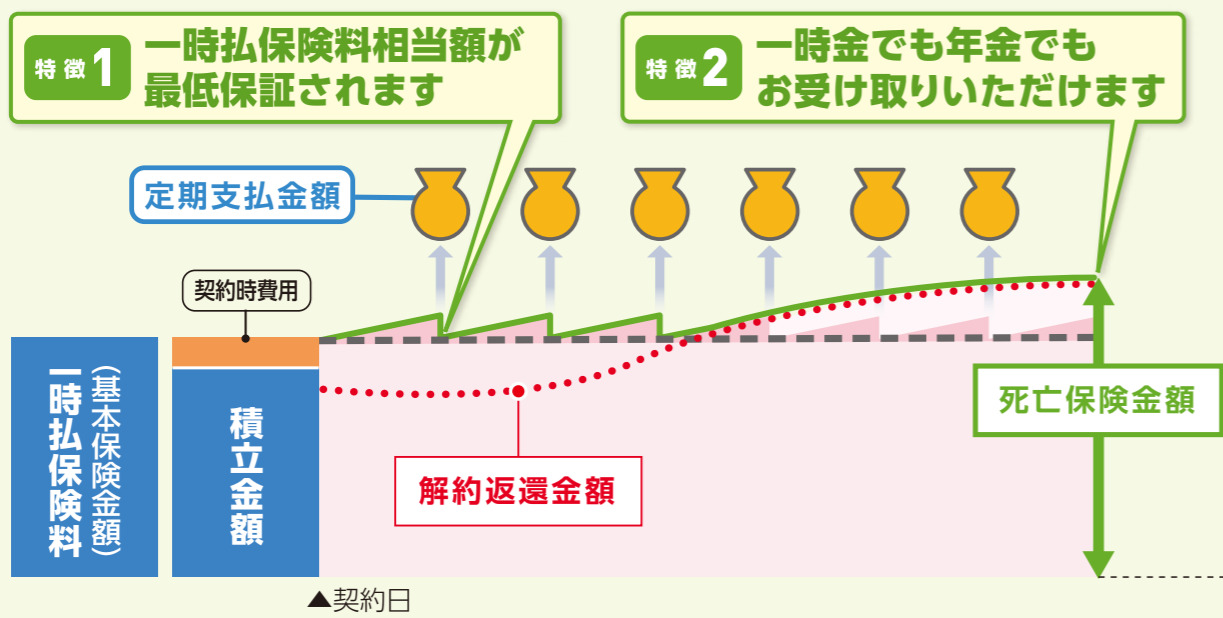 特徴1
一時払保険料相当額が
最低保証されます
特徴2
一時金でも年金でも
お受け取りいただけます
定期支払金額
契約時費用
一時払保険料
(基本保険金額)
積立金額
解約返還金額
死亡保険金額
▲契約日